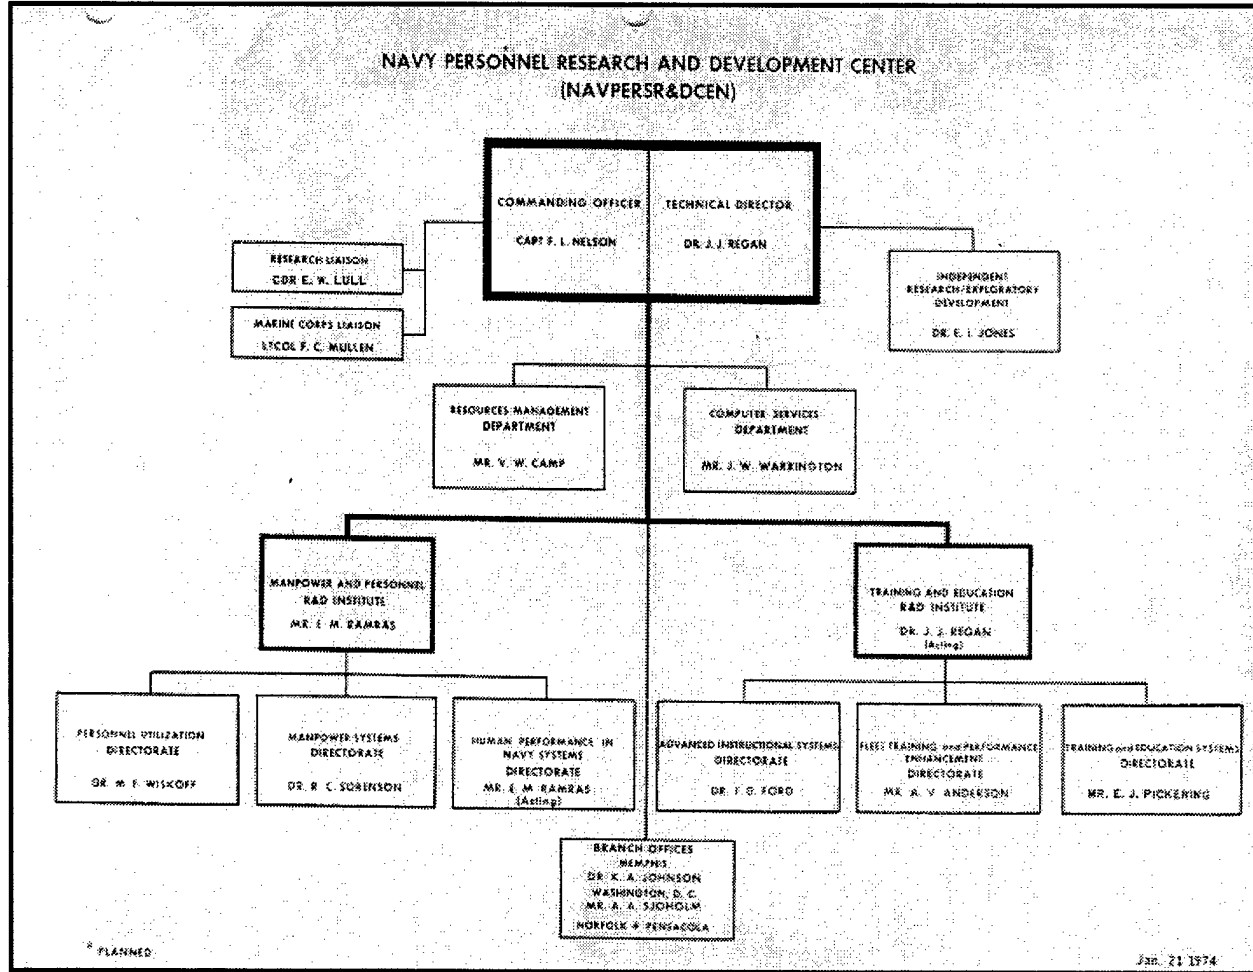 NAVY PERSONNEL RESEARCH AND DEVELOPMENT CENTER
(NAVPERSR&DCEN)
COMMANDING OFFICER
CAPT F. L. NELSON
TECHNICAL DIRECTOR
DR. J. J. REGAN
RESEARCH LIAISON
CDR E. W. LULL
MARINE CORPS LIAISON
LTCOL F. C. MULLEN
INDEPENDENT
RESEARCH/EXPLORATORY
DEVELOPMENT
DR. E. I. JONES
RESOURCES MANAGEMENT
DEPARTMENT
MR. V. W. CAMP
COMPUTER SERVICES
DEPARTMENT
MR. J. W. WARRINGTON
MANPOWER AND PERSONNEL
R&D INSTITUTE
MR. E. M. RAMRAS
TRAINING AND EDUCATION
R&D INSTITUTE
DR. J. J. REGAN
(Acting)
PERSONNEL UTILIZATION
DIRECTORATE
DR. M. F. WISKOFF
MANPOWER SYSTEMS
DIRECTORATE
DR. R. C. SORENSON
HUMAN PERFORMANCE IN
NAVY SYSTEMS
DIRECTORATE
MR. E. M. RAMRAS
(Acting)
ADVANCED INSTRUCTIONAL SYSTEMS
DIRECTORATE
DR. J. D. FORD
FLEET TRAINING and PERFORMANCE
ENHANCEMENT
DIRECTORATE
MR. A. V. ANDERSON
TRAINING and EDUCATION SYSTEMS
DIRECTORATE
MR. E. J. PICKERING
BRANCH OFFICES
MEMPHIS
DR. K. A. JOHNSON
WASHINGTON, D. C.
MR. A. A. SJOHOLM
NORFOLK * PENSACOLA
* PLANNED
Jan. 21 1974